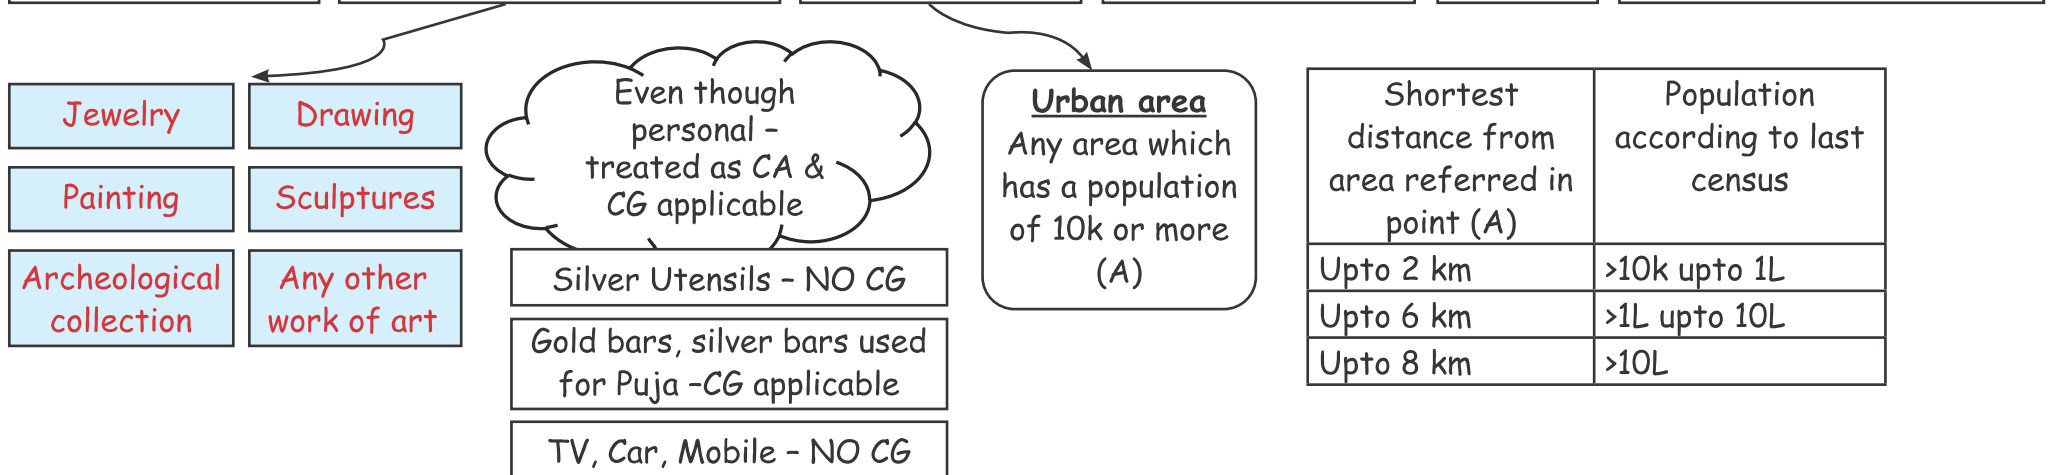 Jewelry
Drawing
Painting
Sculptures
Archeological
collection
Any other
work of art
Even though
personal –
treated as CA &
CG applicable
Silver Utensils – NO CG
Gold bars, silver bars used
for Puja –CG applicable
TV, Car, Mobile – NO CG
Urban area
Any area which
has a population
of 10k or more
(A)
Shortest
distance from
area referred in
point (A)
Population
according to last
census
Upto 2 km
>10k upto 1L
Upto 6 km
>1L upto 10L
Upto 8 km
>10L